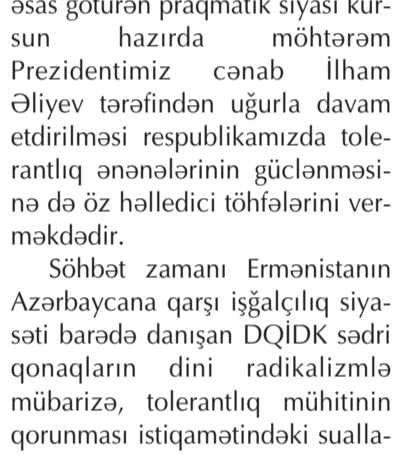 əsas götürən praqmatik siyasi kur-
sun hazırda möhtərəm
Prezidentimiz cənab İlham
Əliyev tərəfindən uğurla davam
etdirilməsi respublikamızda tole-
rantlıq ənənələrinin güclənməsi-
nə də öz həlledici töhfələrini ver-
məkdədir.
Söhbət zamanı Ermənistanın
Azərbaycana qarşı işğalçılıq siya-
səti barədə danışan DQİDK sədri
qonaqların dini radikalizmlə
mübarizə, tolerantlıq mühitinin
qorunması istiqamətindəki sualla-